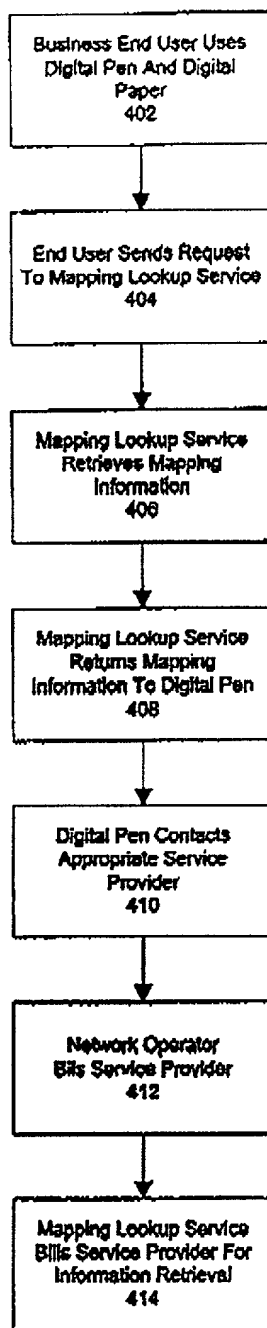 Business End User Uses
Digital Pen And Digital
Paper
402
End User Sends Request
To Mapping Lookup Service
404
Mapping Lookup Service
Retrieves Mapping
Information
406
Mapping Lookup Service
Returns Mapping
Information To Digital Pen
408
Digital Pen Contacts
Appropriate Service
Provider
410
Network Operator
Bills Service Provider
412
Mapping Lookup Service
Bills Service Provider For
Information Retrieval
414